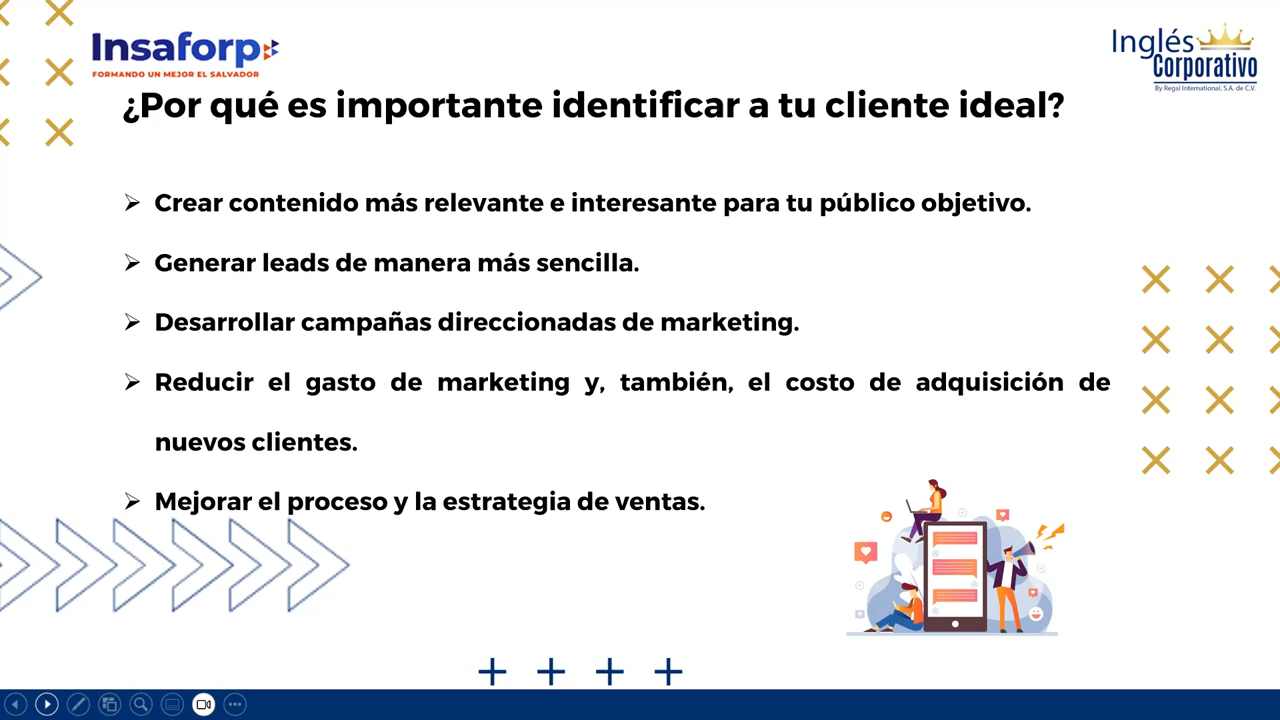 Insaforp
FORMANDO UN MEJOR EL SALVADOR
Inglés
Corporativo
By Regal International, S.A. de C.V.
¿Por qué es importante identificar a tu cliente ideal?
Crear contenido más relevante e interesante para tu público objetivo.
Generar leads de manera más sencilla.
Desarrollar campañas direccionadas de marketing.
Reducir el gasto de marketing y, también, el costo de adquisición de
nuevos clientes.
Mejorar el proceso y la estrategia de ventas.